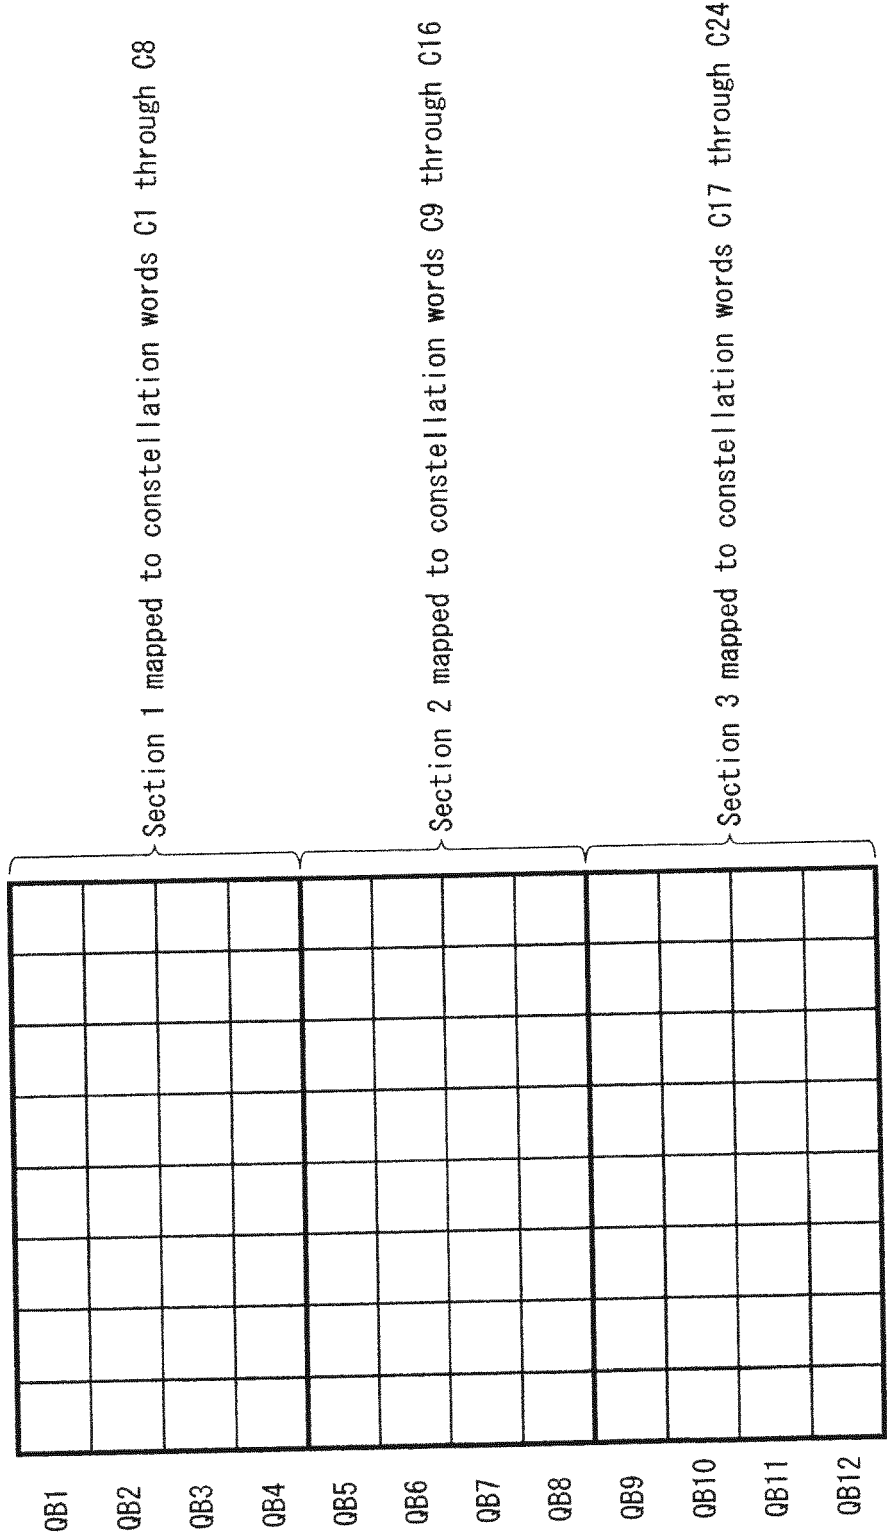 QB1
QB2
QB3
QB4
QB5
QB6
QB7
QB8
QB9
QB10
QB11
QB12
Section 1 mapped to constellation words C1 through C8
Section 2 mapped to constellation words C9 through C16
Section 3 mapped to constellation words C17 through C24